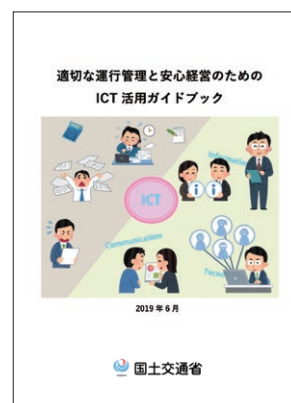 適切な運行管理と安心経営のための
ICT 活用ガイドブック
Information
ICT
Communication
2019 年 6 月
国土交通省